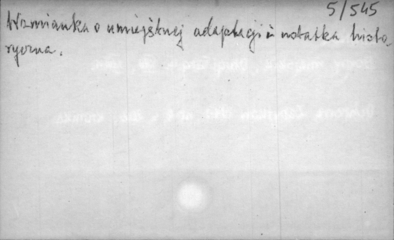 5/545
Wzmianka o umiejętnej adaptacji i notatka histo-
ryczna.